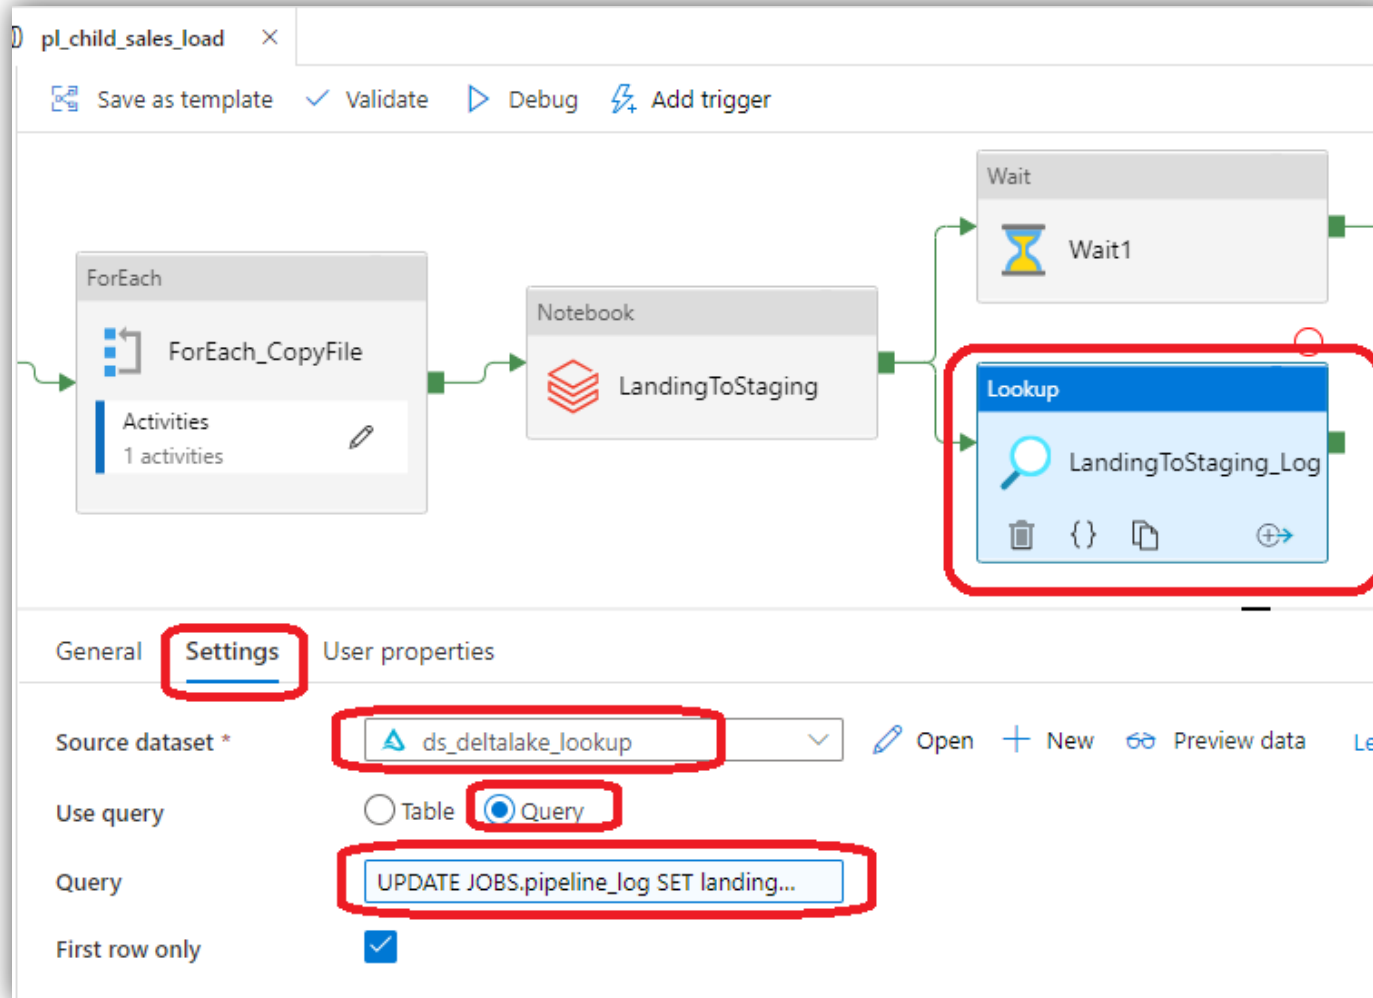 pl_child_sales_load
Save as template Validate Debug Add trigger
Wait
Wait1
ForEach
ForEach_CopyFile
Activities
1 activities
Notebook
LandingToStaging
Lookup
LandingToStaging_Log
{}
General Settings User properties
Source dataset * ds_deltalake_lookup Open New Preview data Le
Use query Table Query
Query UPDATE JOBS.pipeline_log SET landing...
First row only